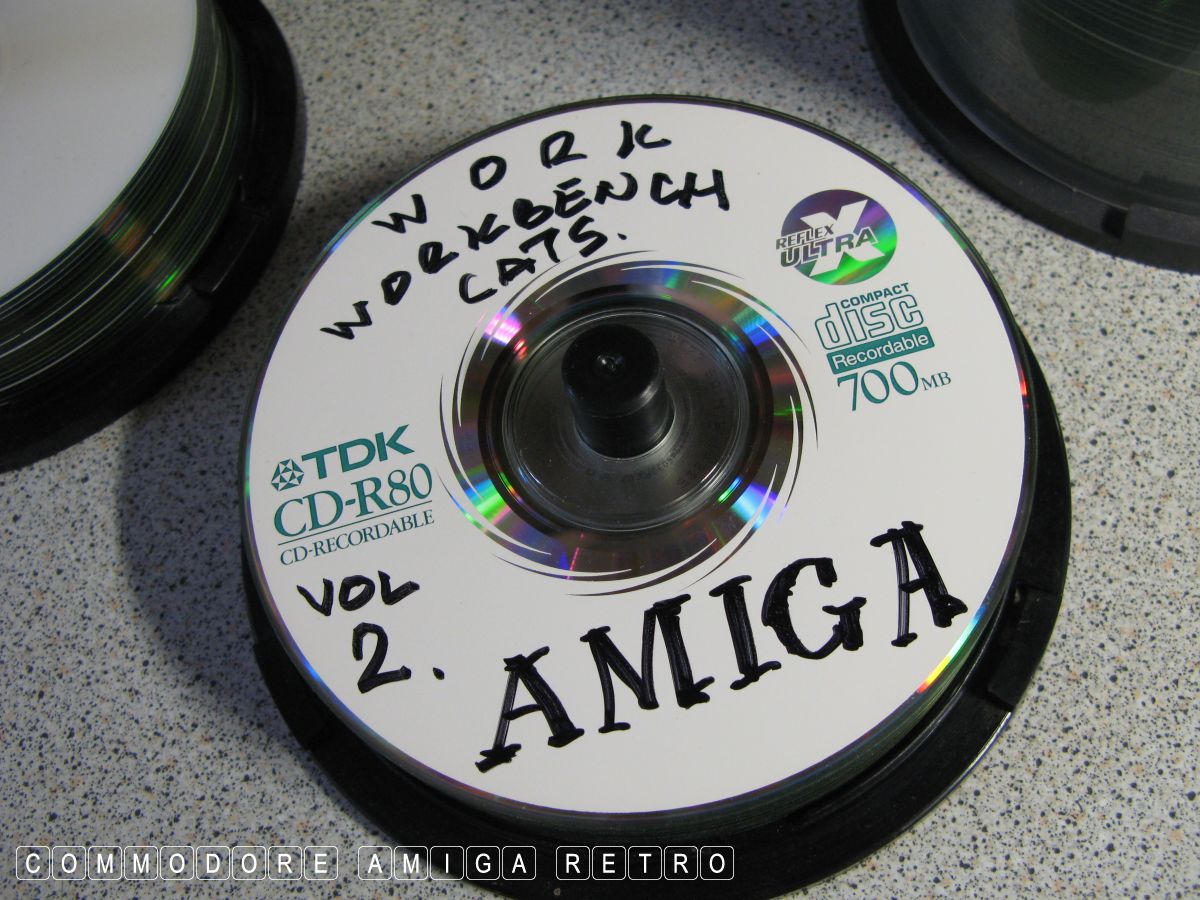 WORK
WORKBENCH
CATS.
REFLEX
ULTRA
X
COMPACT
disc
Recordable
700MB
TDK
CD-R80
CD-RECORDABLE
VOL
2.
AMIGA
COMMODORE AMIGA RETRO